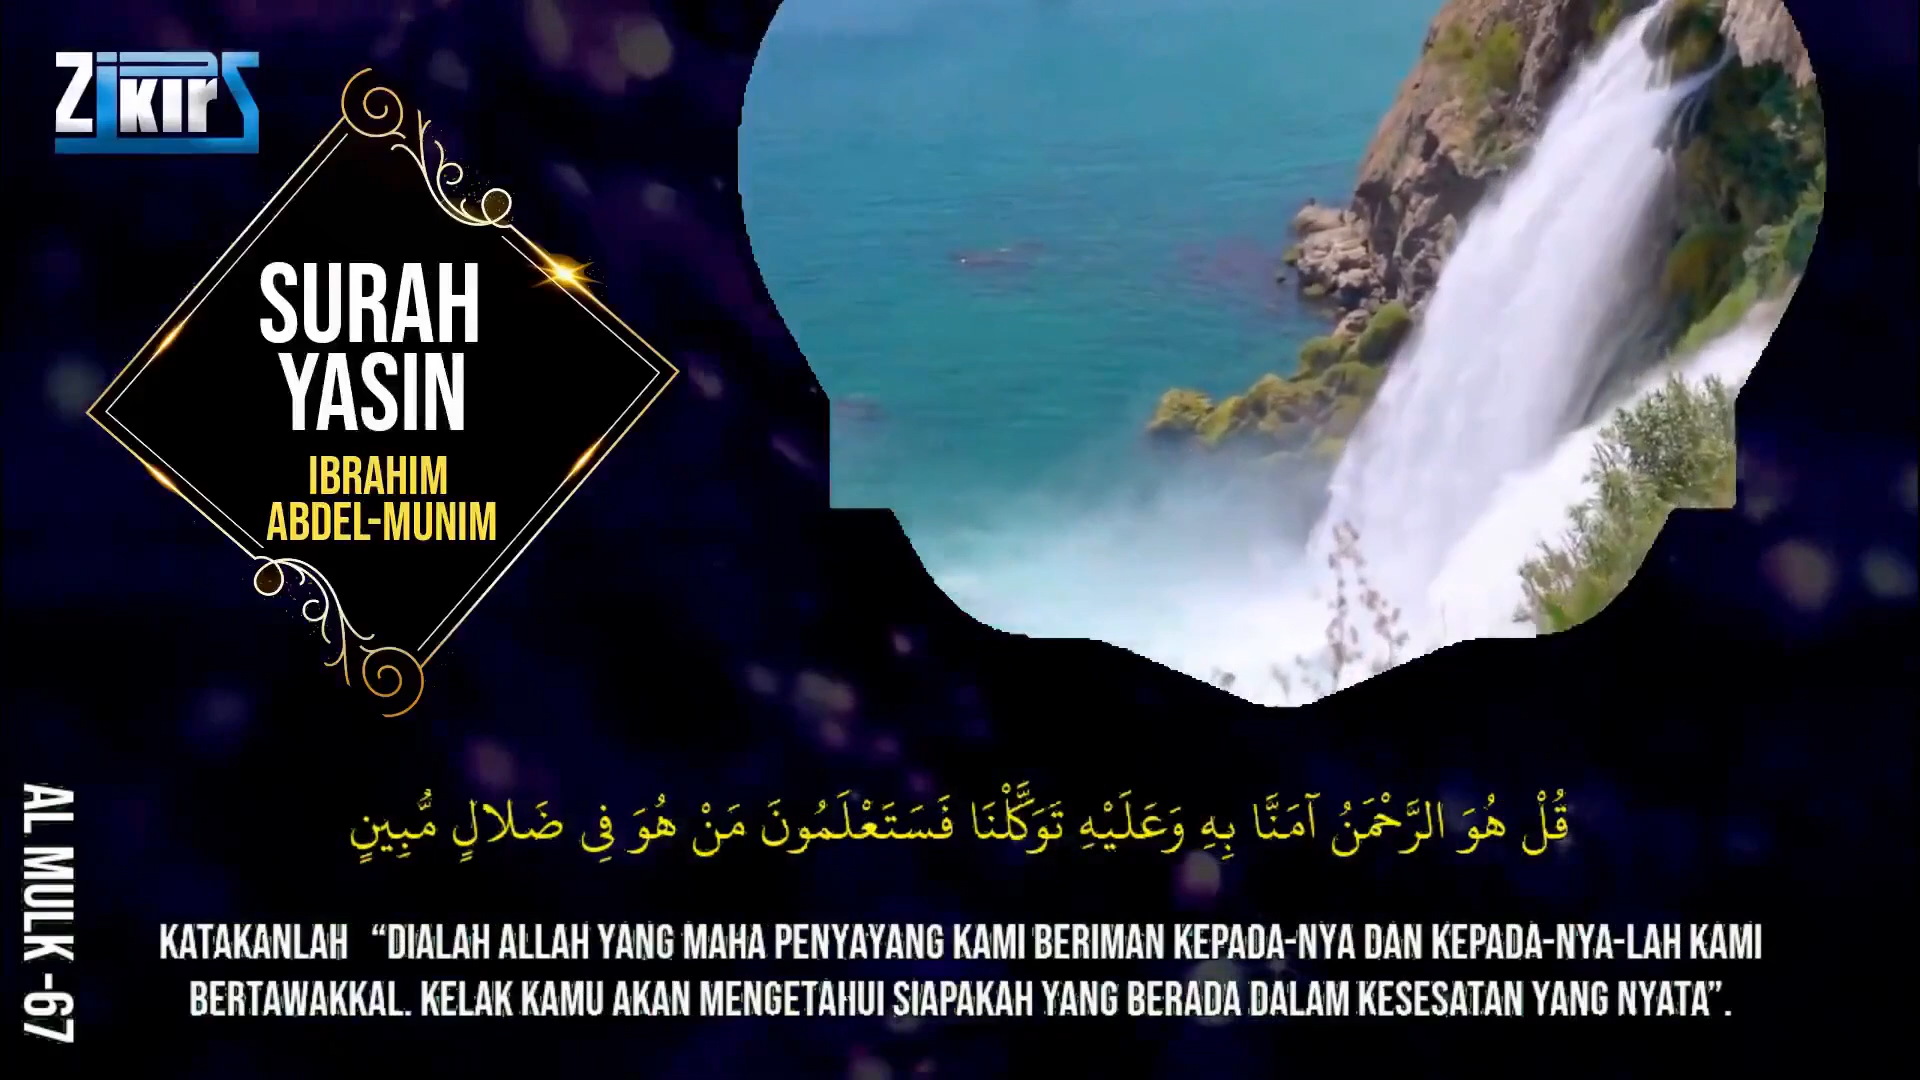 ZIKIR
SURAH
YASIN
IBRAHIM
ABDEL-MUNIM
قُلْ هُوَ الرَّحْمَنُ آمَنَّا بِهِ وَعَلَيْهِ تَوَكَّلْنَا فَسَتَعْلَمُونَ مَنْ هُوَ فِي ضَلالٍ مُّبِينٍ
KATAKANLAH “DIALAH ALLAH YANG MAHA PENYAYANG KAMI BERIMAN KEPADA-NYA DAN KEPADA-NYA-LAH KAMI
BERTAWAKKAL. KELAK KAMU AKAN MENGETAHUI SIAPAKAH YANG BERADA DALAM KESESATAN YANG NYATA”.
AL MULK -67